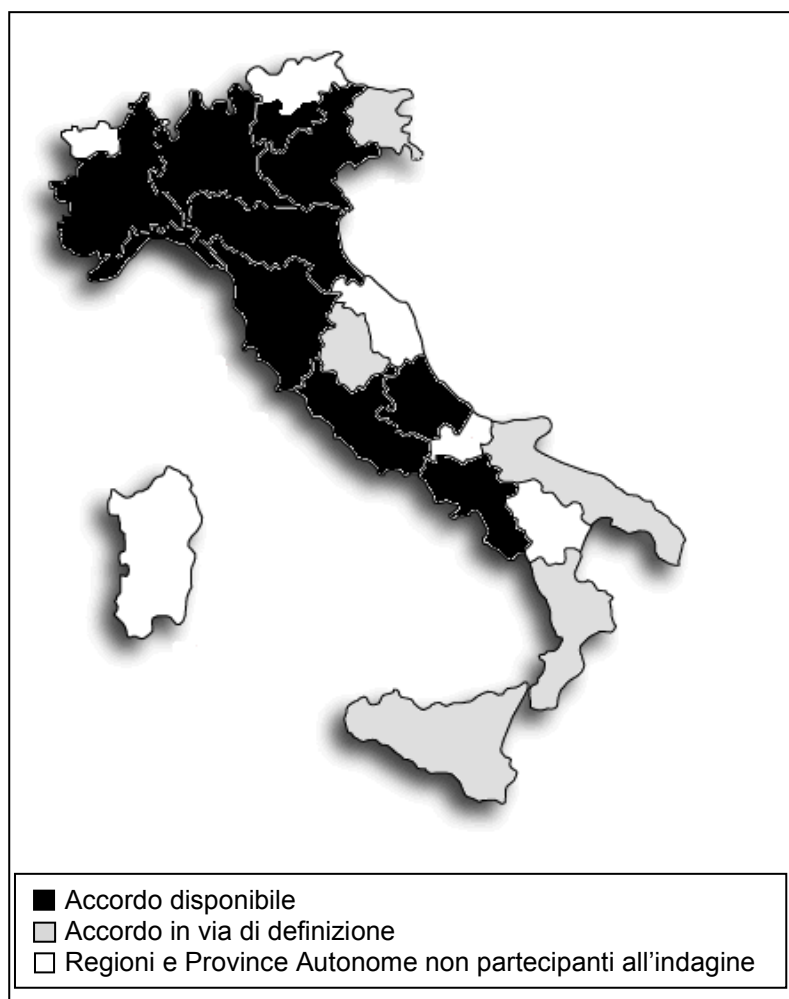 Accordo disponibile
Accordo in via di definizione
Regioni e Province Autonome non partecipanti all'indagine